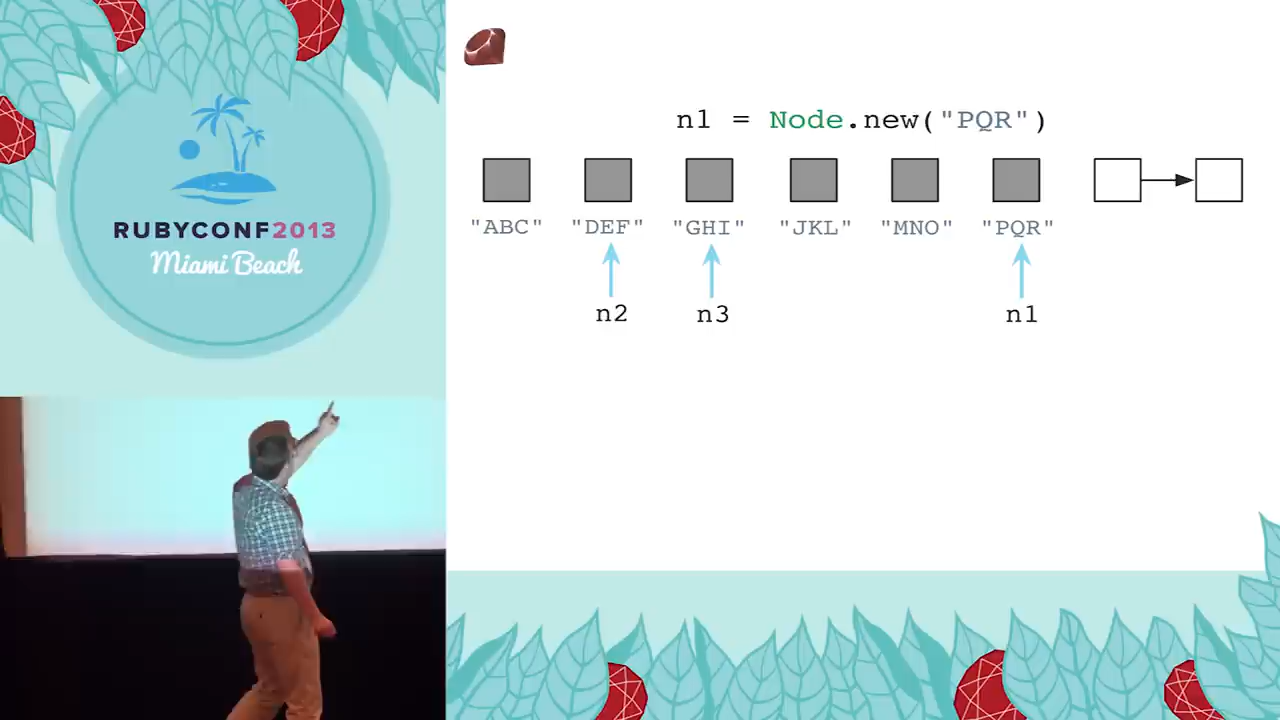 RUBYCONF2013
Miami Beach
n1 = Node.new("PQR")
"ABC" "DEF" "GHI" "JKL" "MNO" "PQR"
n2 n3 n1